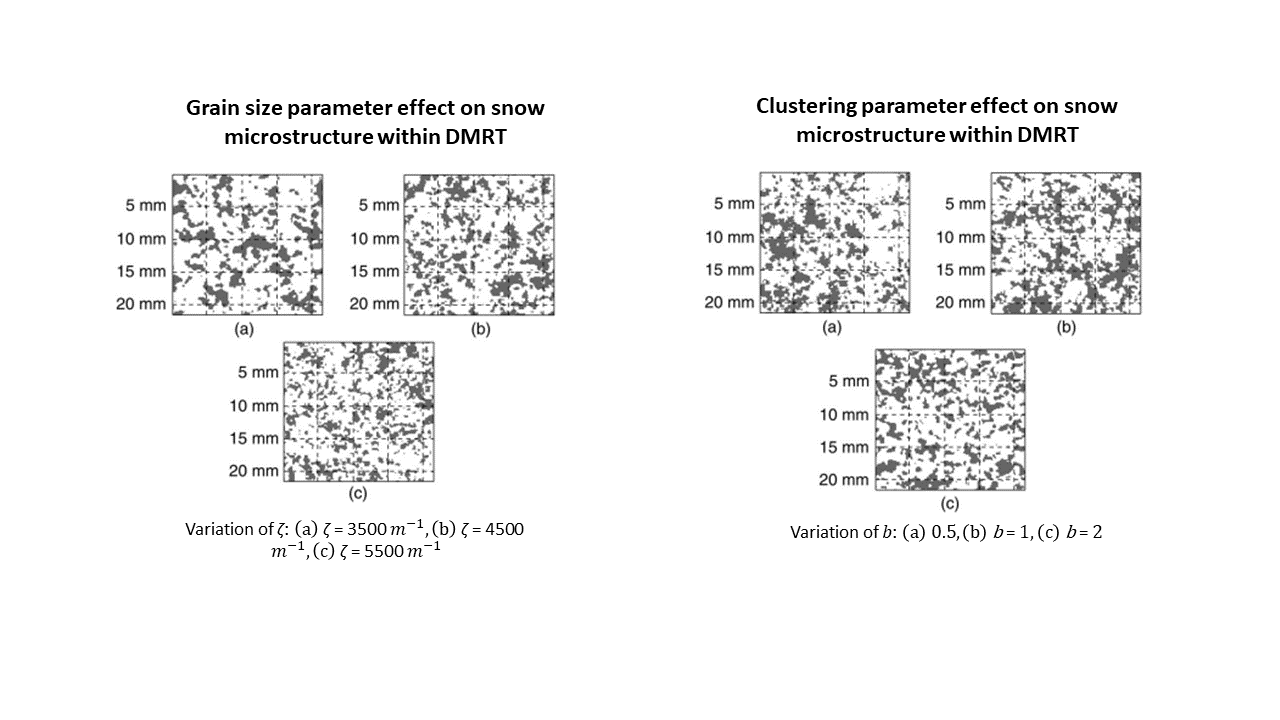 Grain size parameter effect on snow
microstructure within DMRT
5 mm
10 mm
15 mm
20 mm
(a)
5 mm
10 mm
15 mm
20 mm
(b)
5 mm
10 mm
15 mm
20 mm
(c)
Variation of ζ: (a) ζ = 3500 m⁻¹, (b) ζ = 4500
m⁻¹, (c) ζ = 5500 m⁻¹
Clustering parameter effect on snow
microstructure within DMRT
5 mm
10 mm
15 mm
20 mm
(a)
5 mm
10 mm
15 mm
20 mm
(b)
5 mm
10 mm
15 mm
20 mm
(c)
Variation of b: (a) 0.5, (b) b = 1, (c) b = 2